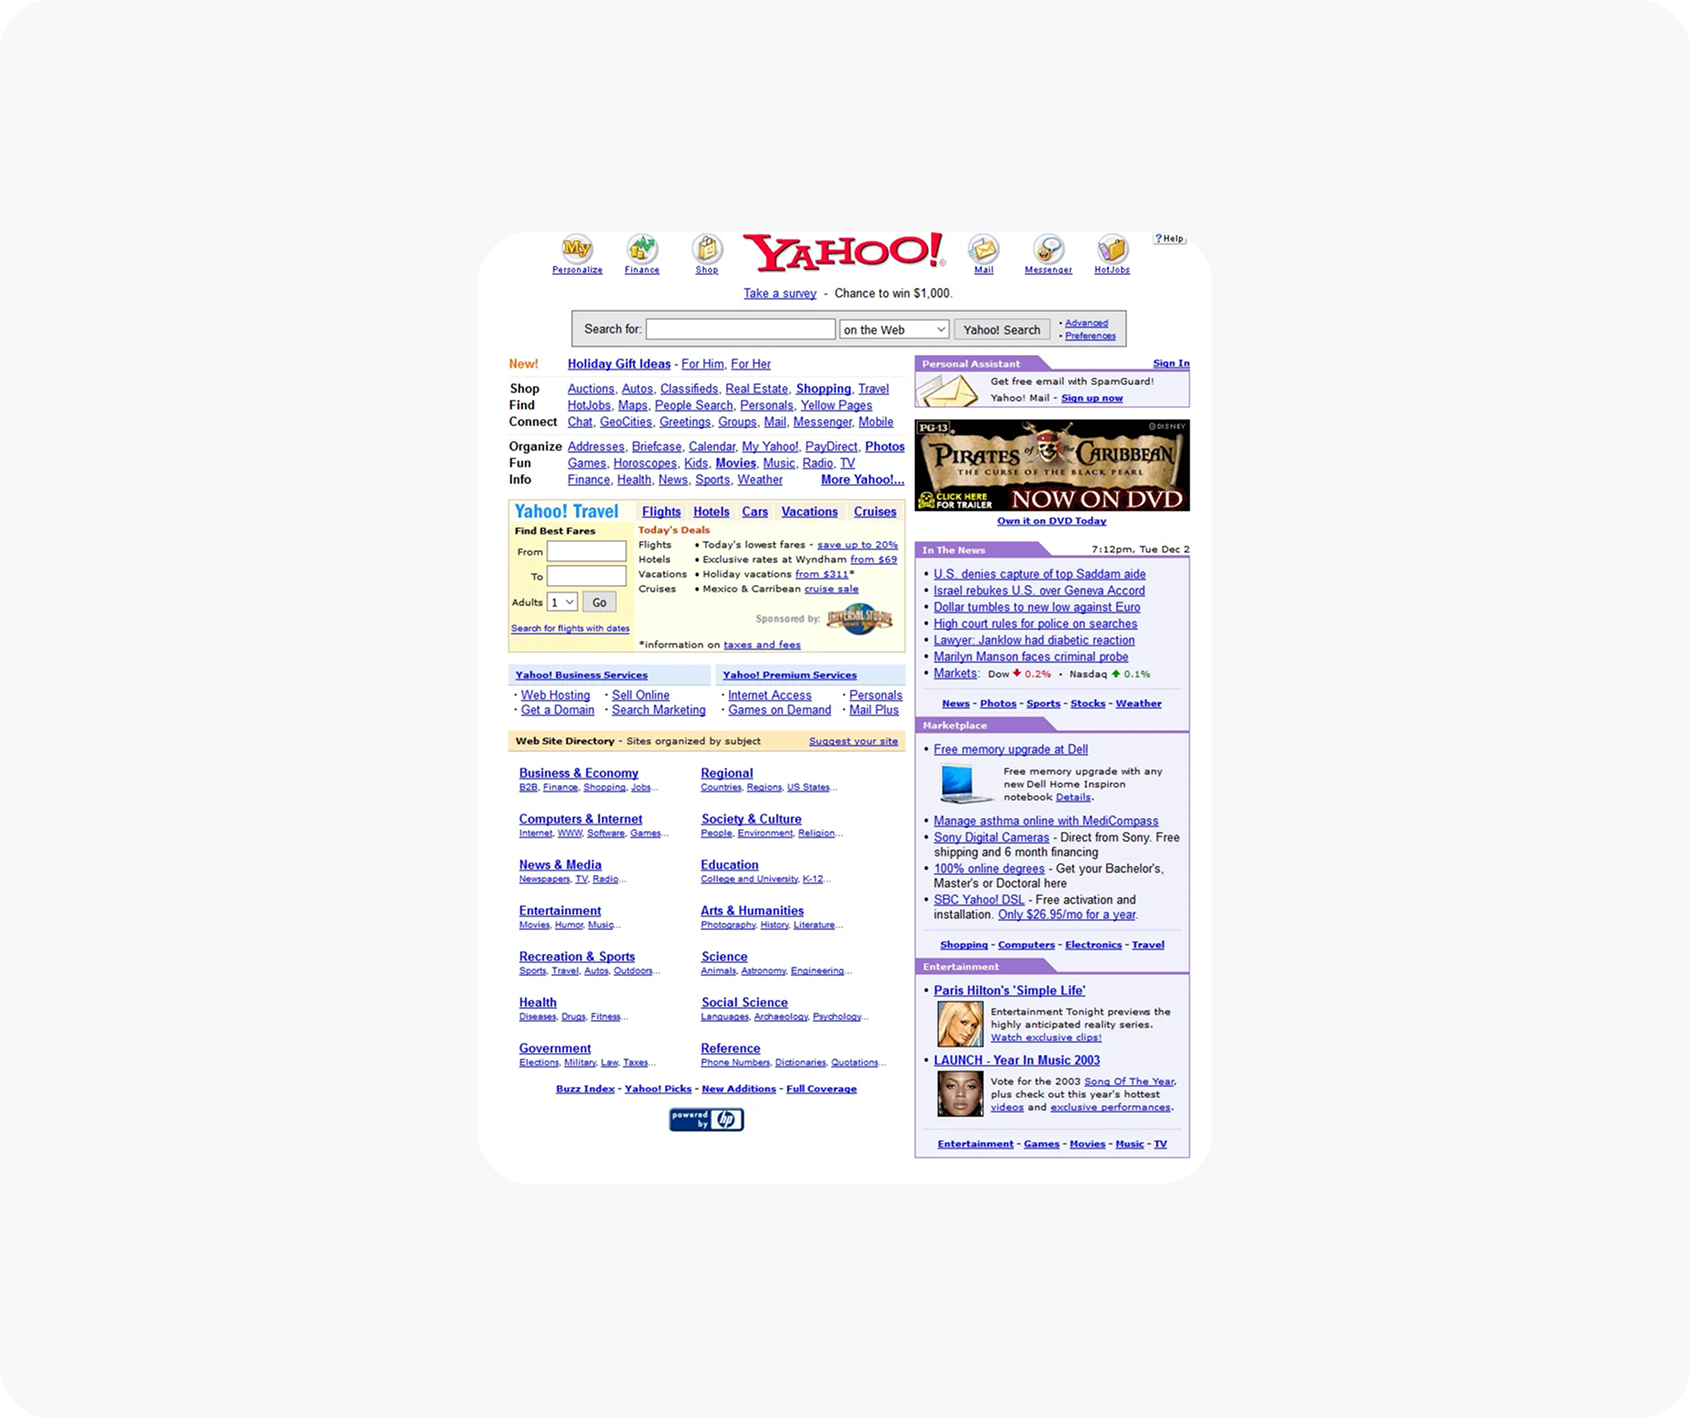 My
YAHOO!
? Help
Personalize
Finance
Shop
Mail
Messenger
HotJobs
Take a survey - Chance to win $1,000.
Search for:
on the Web
Yahoo! Search
· Advanced
· Preferences
New! Holiday Gift Ideas - For Him, For Her
Shop Auctions, Autos, Classifieds, Real Estate, Shopping, Travel
Find HotJobs, Maps, People Search, Personals, Yellow Pages
Connect Chat, GeoCities, Greetings, Groups, Mail, Messenger, Mobile
Organize Addresses, Briefcase, Calendar, My Yahoo!, PayDirect, Photos
Fun Games, Horoscopes, Kids, Movies, Music, Radio, TV
Info Finance, Health, News, Sports, Weather More Yahoo!...
Yahoo! Travel Flights Hotels Cars Vacations Cruises
Find Best Fares
From
To
Adults 1 Go
Search for flights with dates
Today's Deals
Flights • Today's lowest fares - save up to 20%
Hotels • Exclusive rates at Wyndham from $69
Vacations • Holiday vacations from $311*
Cruises • Mexico & Carribean cruise sale
Sponsored by: UNIVERSAL STUDIOS
*information on taxes and fees
Yahoo! Business Services
· Web Hosting · Sell Online
· Get a Domain · Search Marketing
Yahoo! Premium Services
· Internet Access · Personals
· Games on Demand · Mail Plus
Web Site Directory - Sites organized by subject Suggest your site
Business & Economy
B2B, Finance, Shopping, Jobs...
Regional
Countries, Regions, US States...
Computers & Internet
Internet, WWW, Software, Games...
Society & Culture
People, Environment, Religion...
News & Media
Newspapers, TV, Radio...
Education
College and University, K-12...
Entertainment
Movies, Humor, Music...
Arts & Humanities
Photography, History, Literature...
Recreation & Sports
Sports, Travel, Autos, Outdoors...
Science
Animals, Astronomy, Engineering...
Health
Diseases, Drugs, Fitness...
Social Science
Languages, Archaeology, Psychology...
Government
Elections, Military, Law, Taxes...
Reference
Phone Numbers, Dictionaries, Quotations...
Buzz Index - Yahoo! Picks - New Additions - Full Coverage
powered
by hp
Personal Assistant Sign In
Get free email with SpamGuard!
Yahoo! Mail - Sign up now
PG-13 ©DISNEY
PIRATES of the CARIBBEAN
THE CURSE OF THE BLACK PEARL
CLICK HERE
FOR TRAILER
NOW ON DVD
Own it on DVD Today
In The News 7:12pm, Tue Dec 2
• U.S. denies capture of top Saddam aide
• Israel rebukes U.S. over Geneva Accord
• Dollar tumbles to new low against Euro
• High court rules for police on searches
• Lawyer: Janklow had diabetic reaction
• Marilyn Manson faces criminal probe
• Markets: Dow 0.2% • Nasdaq 0.1%
News - Photos - Sports - Stocks - Weather
Marketplace
• Free memory upgrade at Dell
Free memory upgrade with any
new Dell Home Inspiron
notebook Details.
• Manage asthma online with MediCompass
• Sony Digital Cameras - Direct from Sony. Free
shipping and 6 month financing
• 100% online degrees - Get your Bachelor's,
Master's or Doctoral here
• SBC Yahoo! DSL - Free activation and
installation. Only $26.95/mo for a year.
Shopping - Computers - Electronics - Travel
Entertainment
• Paris Hilton's 'Simple Life'
Entertainment Tonight previews the
highly anticipated reality series.
Watch exclusive clips!
• LAUNCH - Year In Music 2003
Vote for the 2003 Song Of The Year,
plus check out this year's hottest
videos and exclusive performances.
Entertainment - Games - Movies - Music - TV